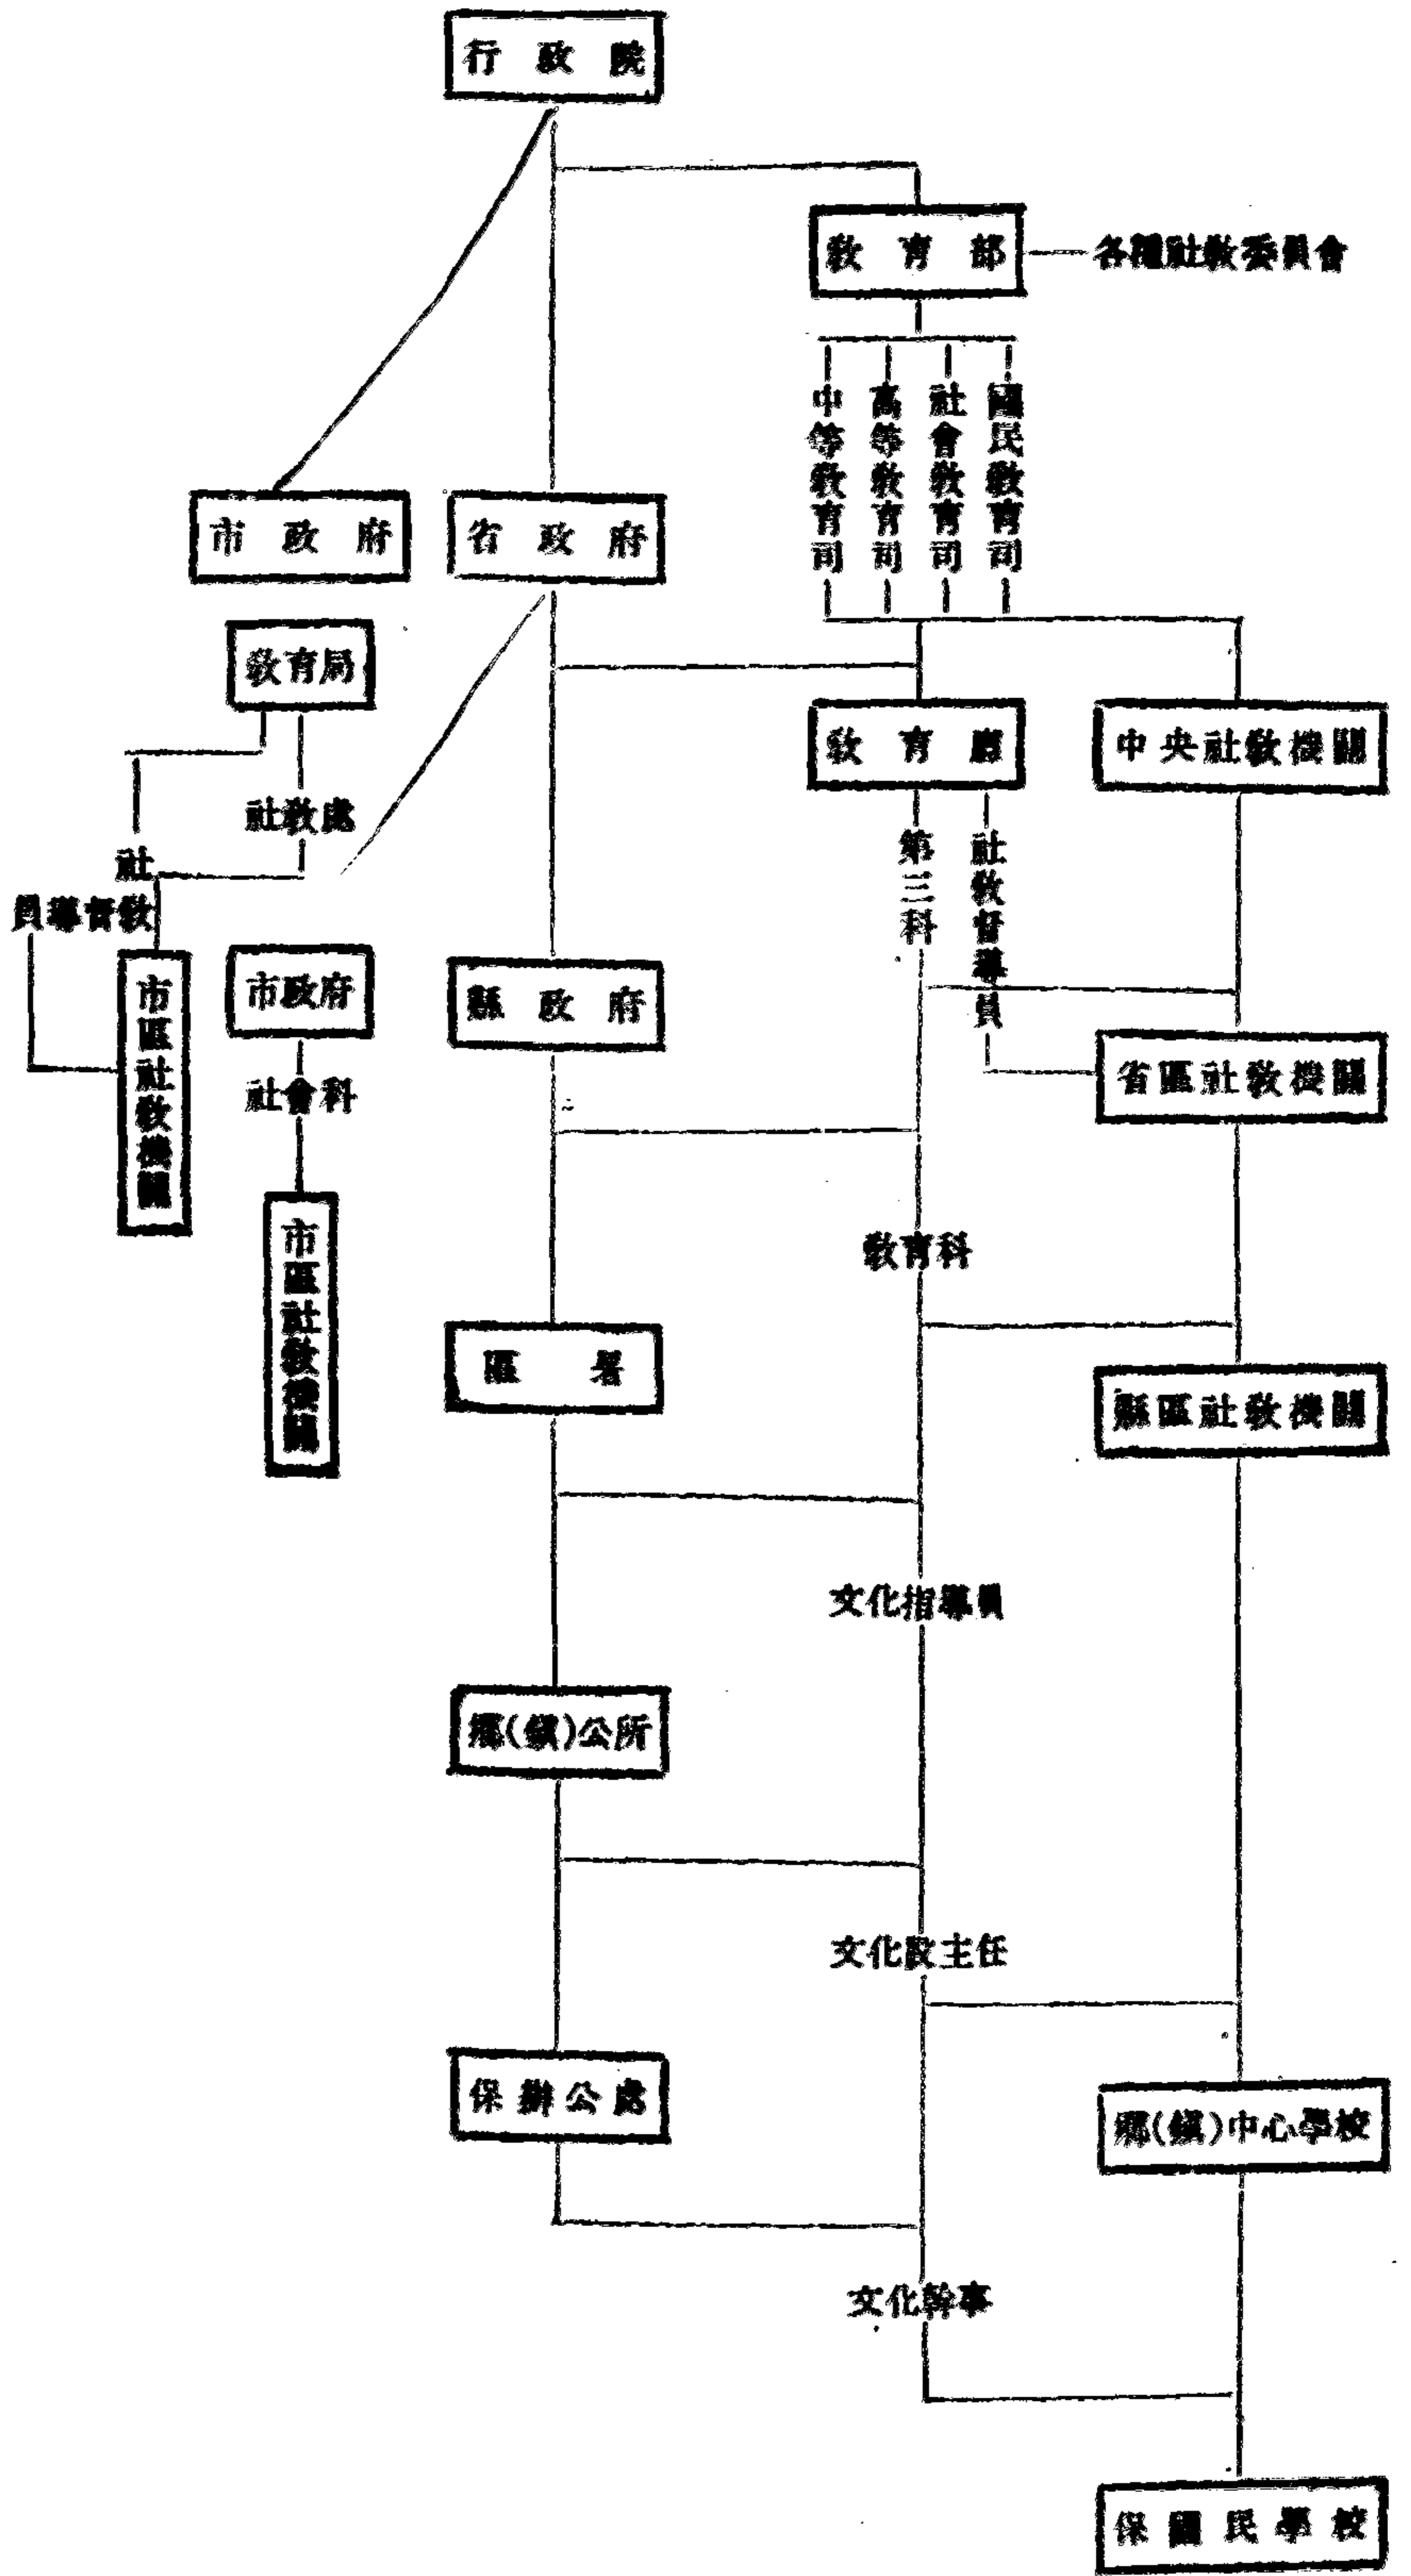 行政院
教育部
各種社教委員會
中等教育司
高等教育司
社會教育司
國民教育司
市政府
省政府
教育局
教育廳
中央社教機關
社教處
第三科
社教督導員
社教督導員
市區社教機關
市政府
縣政府
省區社教機關
社會科
市區社教機關
教育科
區署
縣區社教機關
文化指導員
鄉(鎭)公所
文化股主任
保辦公處
鄉(鎭)中心學校
文化幹事
保國民學校